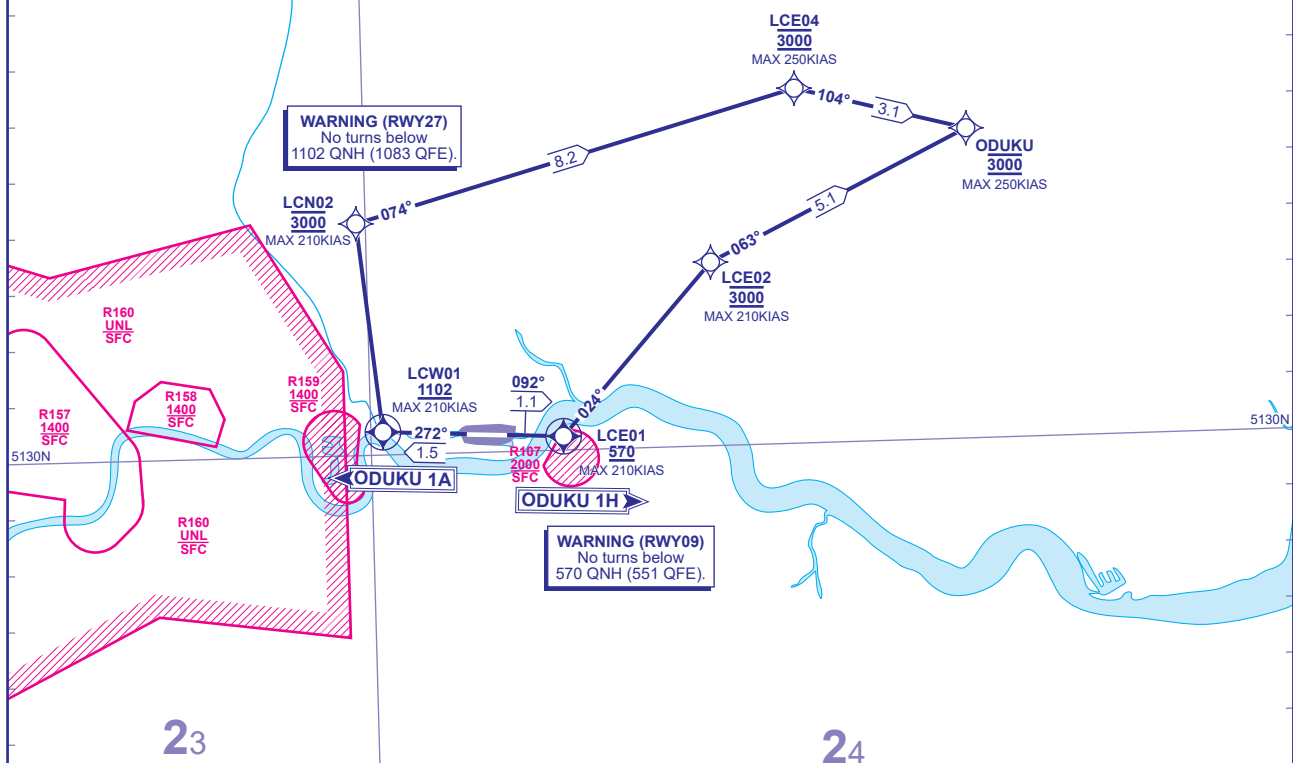 LCE04
3000
MAX 250KIAS
104°
3.1
ODUKU
3000
MAX 250KIAS
WARNING (RWY27)
No turns below
1102 QNH (1083 QFE).
8.2
074°
LCN02
3000
MAX 210KIAS
5.1
063°
LCE02
3000
MAX 210KIAS
R160
UNL
SFC
R159
1400
SFC
R158
1400
SFC
R157
1400
SFC
LCW01
1102
MAX 210KIAS
092°
1.1
024°
272°
1.5
LCE01
570
MAX 210KIAS
R107
2000
SFC
5130N
5130N
ODUKU 1A
ODUKU 1H
R160
UNL
SFC
WARNING (RWY09)
No turns below
570 QNH (551 QFE).
23
24